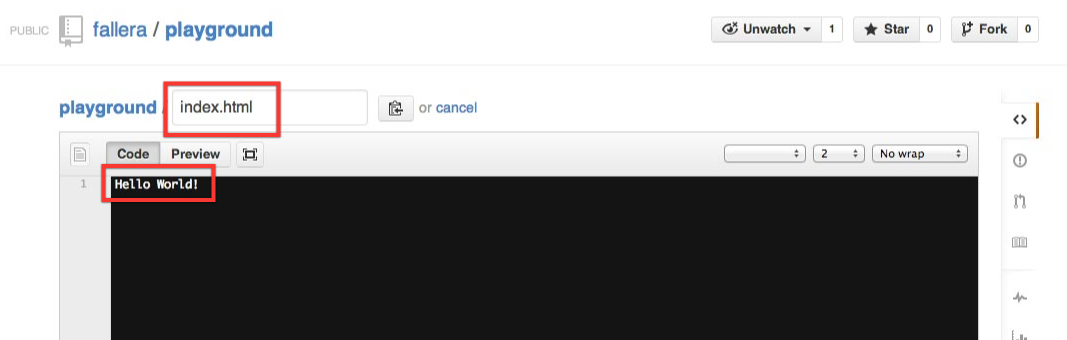 PUBLIC fallera / playground Unwatch 1 Star 0 Fork 0
playground / index.html or cancel
Code Preview 2 No wrap
1 Hello World!